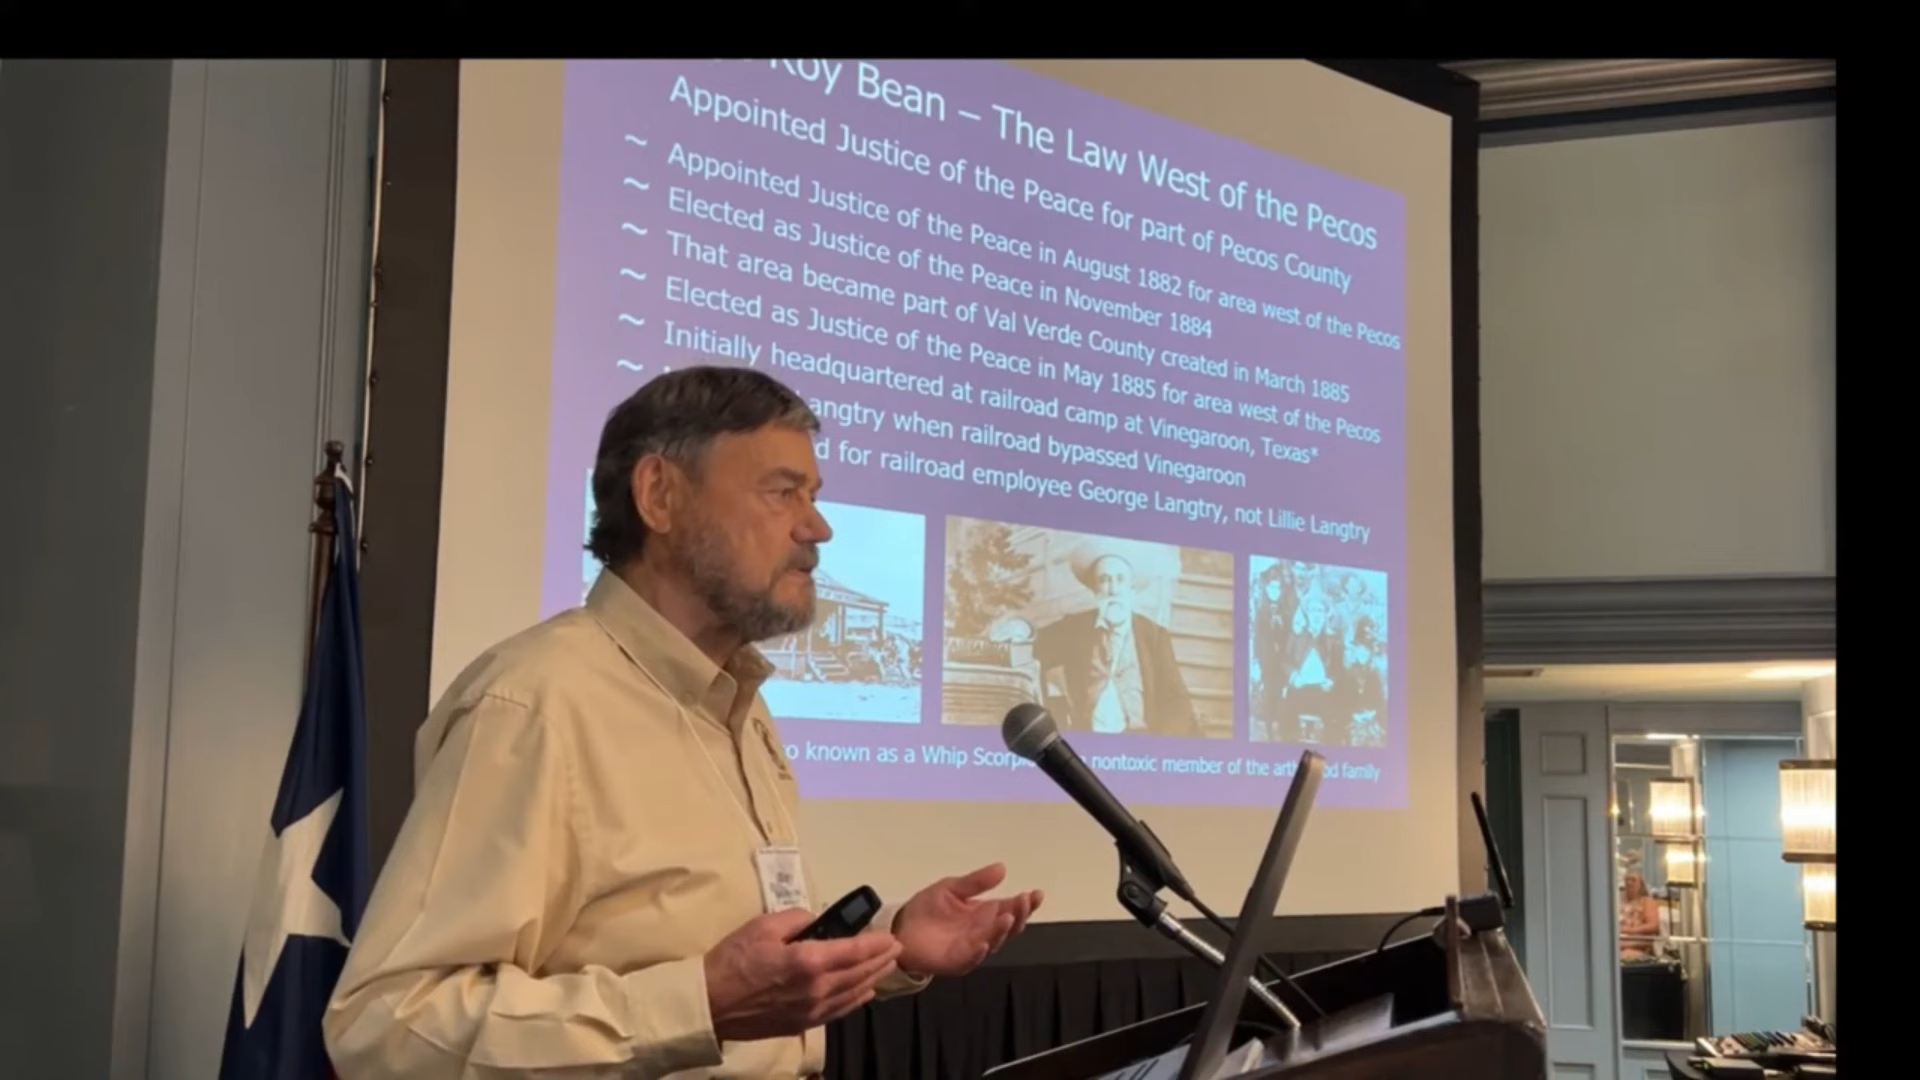 Roy Bean – The Law West of the Pecos
Appointed Justice of the Peace for part of Pecos County
~ Appointed Justice of the Peace in August 1882 for area west of the Pecos
~ Elected as Justice of the Peace in November 1884
~ That area became part of Val Verde County created in March 1885
~ Elected as Justice of the Peace in May 1885 for area west of the Pecos
~ Initially headquartered at railroad camp at Vinegaroon, Texas*
~ angtry when railroad bypassed Vinegaroon
d for railroad employee George Langtry, not Lillie Langtry
o known as a Whip Scorp nontoxic member of the art od family